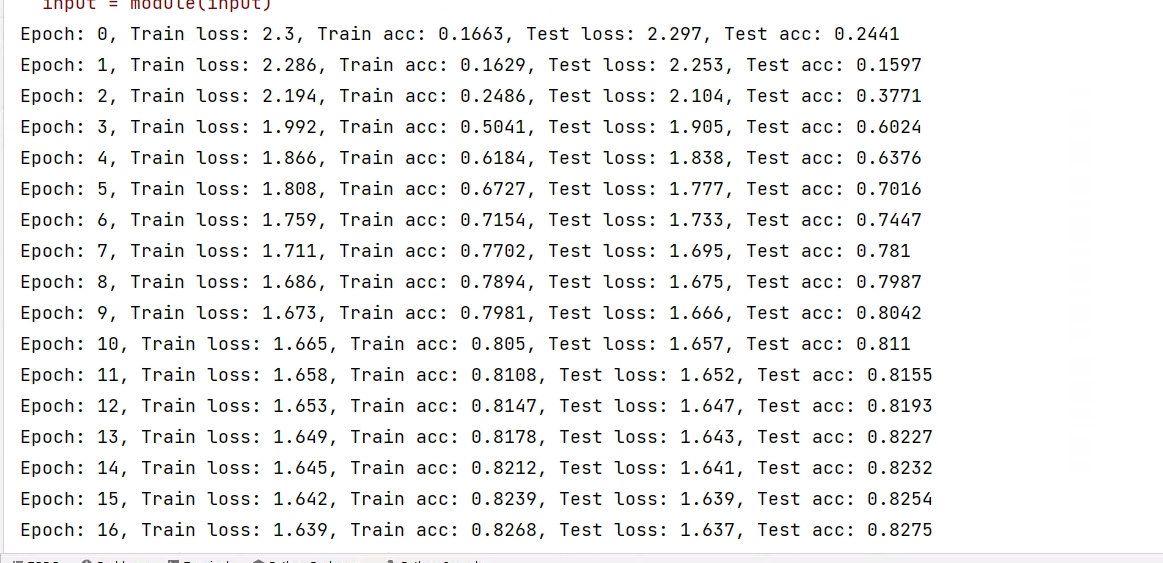 input = module(input)
Epoch: 0, Train loss: 2.3, Train acc: 0.1663, Test loss: 2.297, Test acc: 0.2441
Epoch: 1, Train loss: 2.286, Train acc: 0.1629, Test loss: 2.253, Test acc: 0.1597
Epoch: 2, Train loss: 2.194, Train acc: 0.2486, Test loss: 2.104, Test acc: 0.3771
Epoch: 3, Train loss: 1.992, Train acc: 0.5041, Test loss: 1.905, Test acc: 0.6024
Epoch: 4, Train loss: 1.866, Train acc: 0.6184, Test loss: 1.838, Test acc: 0.6376
Epoch: 5, Train loss: 1.808, Train acc: 0.6727, Test loss: 1.777, Test acc: 0.7016
Epoch: 6, Train loss: 1.759, Train acc: 0.7154, Test loss: 1.733, Test acc: 0.7447
Epoch: 7, Train loss: 1.711, Train acc: 0.7702, Test loss: 1.695, Test acc: 0.781
Epoch: 8, Train loss: 1.686, Train acc: 0.7894, Test loss: 1.675, Test acc: 0.7987
Epoch: 9, Train loss: 1.673, Train acc: 0.7981, Test loss: 1.666, Test acc: 0.8042
Epoch: 10, Train loss: 1.665, Train acc: 0.805, Test loss: 1.657, Test acc: 0.811
Epoch: 11, Train loss: 1.658, Train acc: 0.8108, Test loss: 1.652, Test acc: 0.8155
Epoch: 12, Train loss: 1.653, Train acc: 0.8147, Test loss: 1.647, Test acc: 0.8193
Epoch: 13, Train loss: 1.649, Train acc: 0.8178, Test loss: 1.643, Test acc: 0.8227
Epoch: 14, Train loss: 1.645, Train acc: 0.8212, Test loss: 1.641, Test acc: 0.8232
Epoch: 15, Train loss: 1.642, Train acc: 0.8239, Test loss: 1.639, Test acc: 0.8254
Epoch: 16, Train loss: 1.639, Train acc: 0.8268, Test loss: 1.637, Test acc: 0.8275